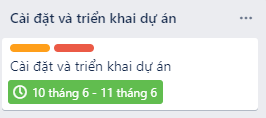 Cài đặt và triển khai dự án
Cài đặt và triển khai dự án
10 tháng 6 - 11 tháng 6